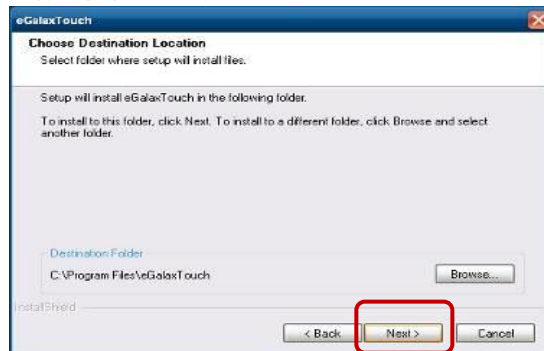 eGalaxTouch
Choose Destination Location
Select folder where setup will install files.
Setup will install eGalaxTouch in the following folder.
To install to this folder, click Next. To install to a different folder, click Browse and select
another folder.
Destination Folder
C:\Program Files\eGalaxTouch
Browse...
InstallShield
< Back
Next >
Cancel